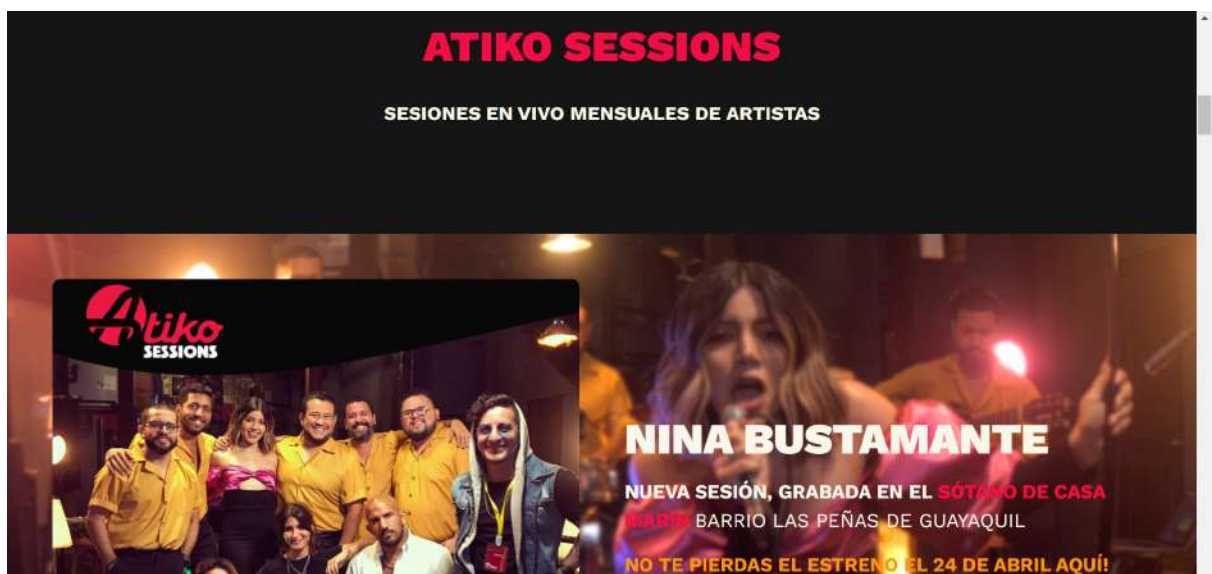 ATIKO SESSIONS
SESIONES EN VIVO MENSUALES DE ARTISTAS
Atiko
SESSIONS
NINA BUSTAMANTE
NUEVA SESIÓN, GRABADA EN EL SÓTANO DE CASA
MARÍN BARRIO LAS PEÑAS DE GUAYAQUIL
NO TE PIERDAS EL ESTRENO EL 24 DE ABRIL AQUÍ!